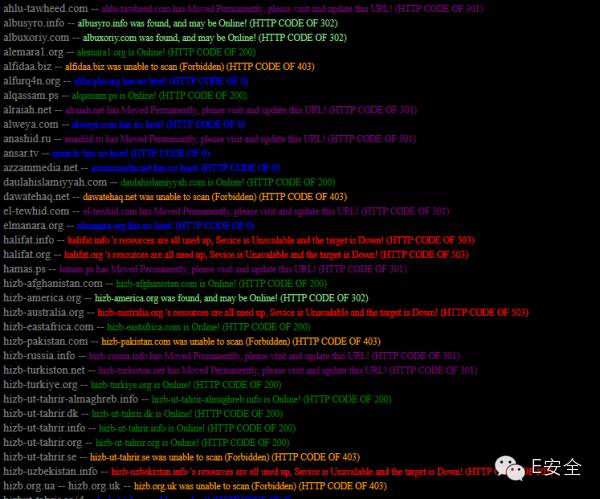 ahlu-tawheed.com -- ahlu-tawheed.com has Moved Permanently, please visit and update this URL! (HTTP CODE OF 301)
albusyro.info -- albusyro.info was found, and may be Online! (HTTP CODE OF 302)
albuxoriy.com -- albuxoriy.com was found, and may be Online! (HTTP CODE OF 302)
alemara1.org -- alemara1.org is Online! (HTTP CODE OF 200)
alfidaa.biz -- alfidaa.biz was unable to scan (Forbidden) (HTTP CODE OF 403)
alfurq4n.org -- alfurq4n.org has no host! (HTTP CODE OF 0)
alqassam.ps -- alqassam.ps is Online! (HTTP CODE OF 200)
alraiah.net -- alraiah.net has Moved Permanently, please visit and update this URL! (HTTP CODE OF 301)
alweya.com -- alweya.com has no host! (HTTP CODE OF 0)
anashid.ru -- anashid.ru has Moved Permanently, please visit and update this URL! (HTTP CODE OF 301)
ansar.tv -- ansar.tv has no host! (HTTP CODE OF 0)
azzammedia.net -- azzammedia.net has no host! (HTTP CODE OF 0)
daulahislamiyyah.com -- daulahislamiyyah.com is Online! (HTTP CODE OF 200)
dawatehaq.net -- dawatehaq.net was unable to scan (Forbidden) (HTTP CODE OF 403)
el-tewhid.com -- el-tewhid.com has Moved Permanently, please visit and update this URL! (HTTP CODE OF 301)
elmanara.org -- elmanara.org has no host! (HTTP CODE OF 0)
halifat.info -- halifat.info 's resources are all used up, Sevice is Unavailable and the target is Down! (HTTP CODE OF 503)
halifat.org -- halifat.org 's resources are all used up, Sevice is Unavailable and the target is Down! (HTTP CODE OF 503)
hamas.ps -- hamas.ps has Moved Permanently, please visit and update this URL! (HTTP CODE OF 301)
hizb-afghanistan.com -- hizb-afghanistan.com is Online! (HTTP CODE OF 200)
hizb-america.org -- hizb-america.org was found, and may be Online! (HTTP CODE OF 302)
hizb-australia.org -- hizb-australia.org 's resources are all used up, Sevice is Unavailable and the target is Down! (HTTP CODE OF 503)
hizb-eastafrica.com -- hizb-eastafrica.com is Online! (HTTP CODE OF 200)
hizb-pakistan.com -- hizb-pakistan.com was unable to scan (Forbidden) (HTTP CODE OF 403)
hizb-russia.info -- hizb-russia.info has Moved Permanently, please visit and update this URL! (HTTP CODE OF 301)
hizb-turkiston.net -- hizb-turkiston.net has Moved Permanently, please visit and update this URL! (HTTP CODE OF 301)
hizb-turkiye.org -- hizb-turkiye.org is Online! (HTTP CODE OF 200)
hizb-ut-tahrir-almaghreb.info -- hizb-ut-tahrir-almaghreb.info is Online! (HTTP CODE OF 200)
hizb-ut-tahrir.dk -- hizb-ut-tahrir.dk is Online! (HTTP CODE OF 200)
hizb-ut-tahrir.info -- hizb-ut-tahrir.info is Online! (HTTP CODE OF 200)
hizb-ut-tahrir.org -- hizb-ut-tahrir.org is Online! (HTTP CODE OF 200)
hizb-ut-tahrir.se -- hizb-ut-tahrir.se was unable to scan (Forbidden) (HTTP CODE OF 403)
hizb-uzbekistan.info -- hizb-uzbekistan.info 's resources are all used up, Sevice is Unavailable and the target is Down! (HTTP CODE OF 503)
hizb.org.ua -- hizb.org.uk -- hizb.org.uk was unable to scan (Forbidden) (HTTP CODE OF 403)
E安全